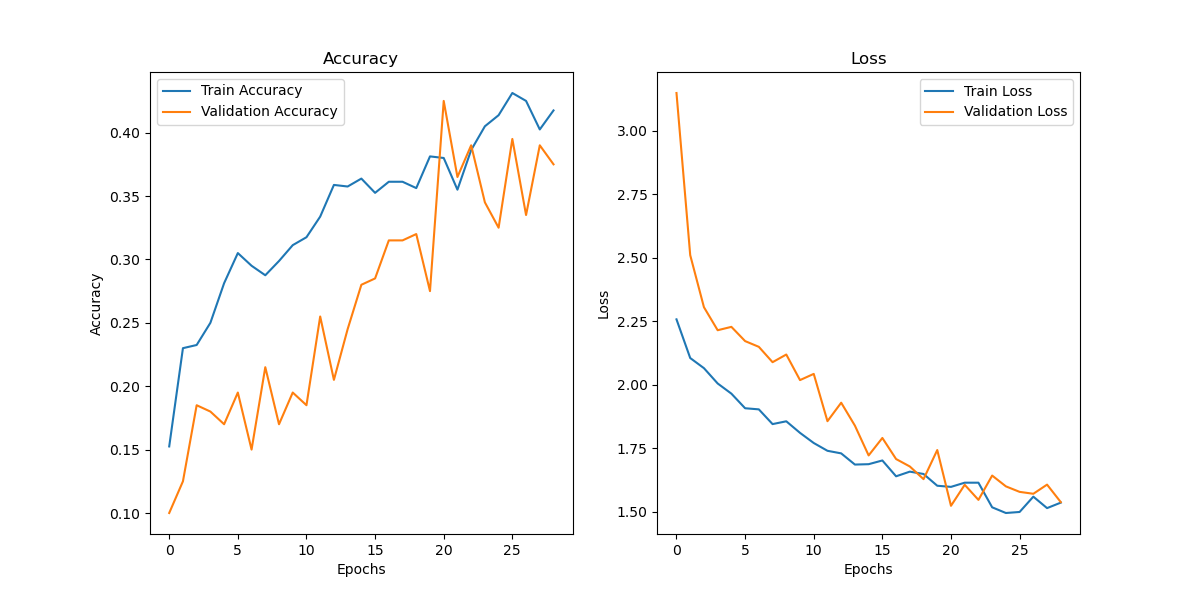 Accuracy
Train Accuracy
Validation Accuracy
0.40
0.35
0.30
0.25
0.20
0.15
0.10
Accuracy
0
5
10
15
20
25
Epochs
Loss
Train Loss
Validation Loss
3.00
2.75
2.50
2.25
2.00
1.75
1.50
Loss
0
5
10
15
20
25
Epochs